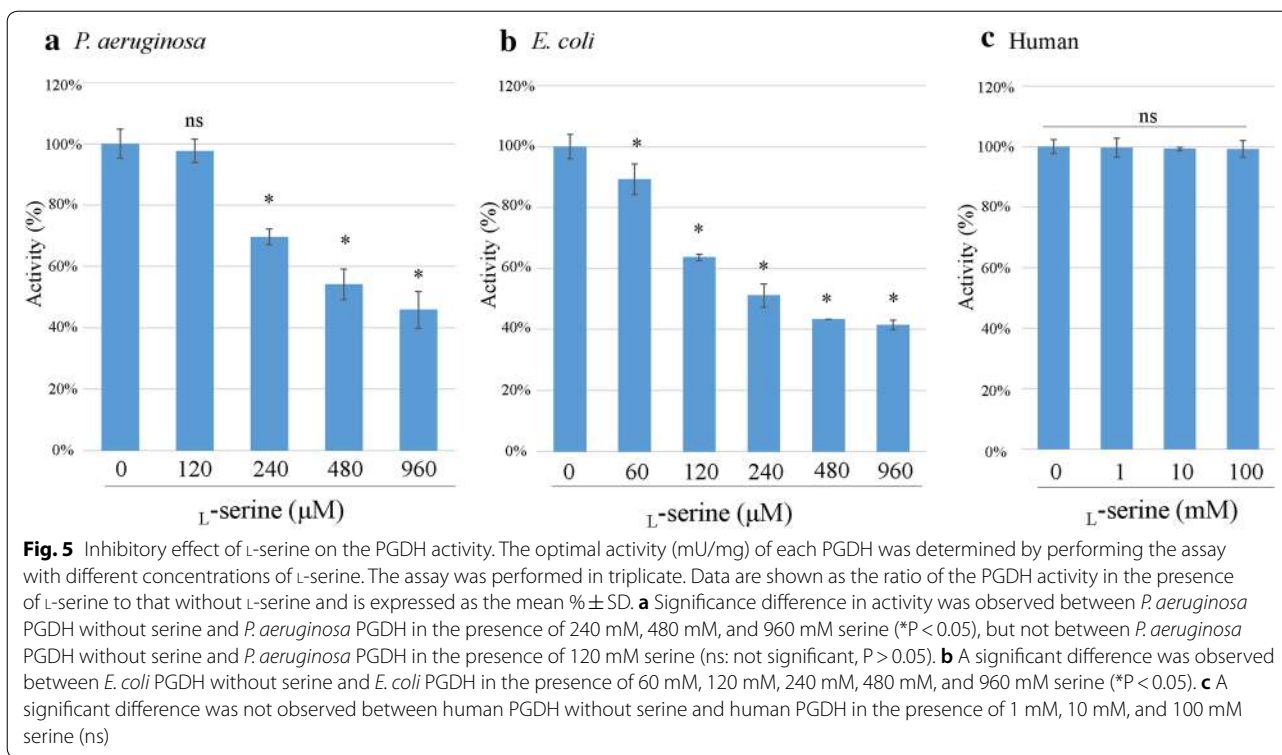 a P. aeruginosa
120%
100%
80%
60%
40%
20%
0%
Activity (%)
ns
*
*
*
0 120 240 480 960
L-serine (μM)
b E. coli
120%
100%
80%
60%
40%
20%
0%
Activity (%)
*
*
*
*
*
0 60 120 240 480 960
L-serine (μM)
c Human
120%
100%
80%
60%
40%
20%
0%
Activity (%)
ns
0 1 10 100
L-serine (mM)
Fig. 5 Inhibitory effect of L-serine on the PGDH activity. The optimal activity (mU/mg) of each PGDH was determined by performing the assay
with different concentrations of L-serine. The assay was performed in triplicate. Data are shown as the ratio of the PGDH activity in the presence
of L-serine to that without L-serine and is expressed as the mean % ± SD. a Significance difference in activity was observed between P. aeruginosa
PGDH without serine and P. aeruginosa PGDH in the presence of 240 mM, 480 mM, and 960 mM serine (*P < 0.05), but not between P. aeruginosa
PGDH without serine and P. aeruginosa PGDH in the presence of 120 mM serine (ns: not significant, P > 0.05). b A significant difference was observed
between E. coli PGDH without serine and E. coli PGDH in the presence of 60 mM, 120 mM, 240 mM, 480 mM, and 960 mM serine (*P < 0.05). c A
significant difference was not observed between human PGDH without serine and human PGDH in the presence of 1 mM, 10 mM, and 100 mM
serine (ns)